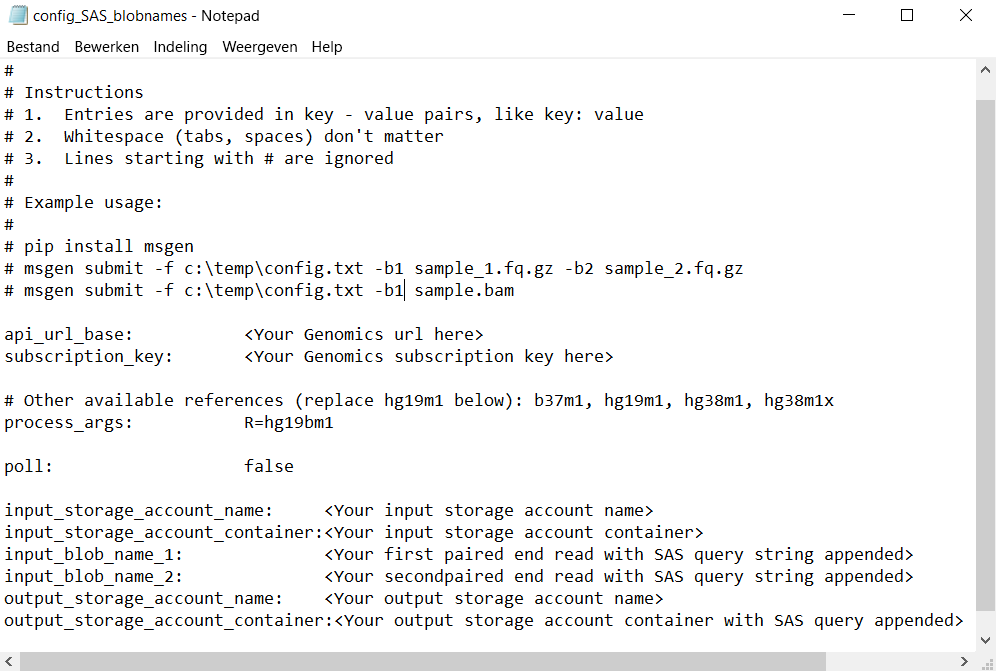 config_SAS_blobnames - Notepad
Bestand Bewerken Indeling Weergeven Help
#
# Instructions
# 1.  Entries are provided in key - value pairs, like key: value
# 2.  Whitespace (tabs, spaces) don't matter
# 3.  Lines starting with # are ignored
#
# Example usage:
#
# pip install msgen
# msgen submit -f c:\temp\config.txt -b1 sample_1.fq.gz -b2 sample_2.fq.gz
# msgen submit -f c:\temp\config.txt -b1 sample.bam
api_url_base:           <Your Genomics url here>
subscription_key:       <Your Genomics subscription key here>
# Other available references (replace hg19m1 below): b37m1, hg19m1, hg38m1, hg38m1x
process_args:           R=hg19bm1
poll:                   false
input_storage_account_name:     <Your input storage account name>
input_storage_account_container:<Your input storage account container>
input_blob_name_1:              <Your first paired end read with SAS query string appended>
input_blob_name_2:              <Your secondpaired end read with SAS query string appended>
output_storage_account_name:    <Your output storage account name>
output_storage_account_container:<Your output storage account container with SAS query appended>